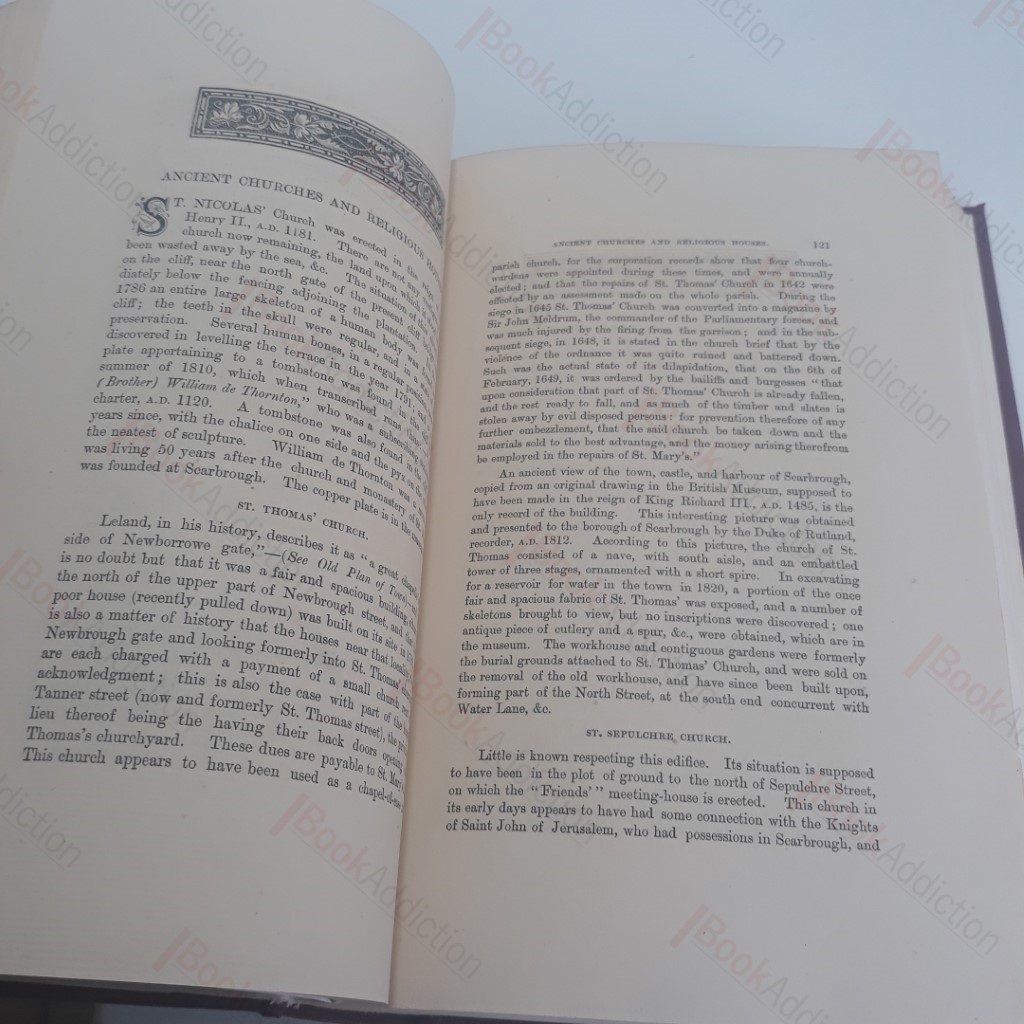 ANCIENT CHURCHES AND RELIGIOUS
ST. NICOLAS' Church was erected in the
Henry II., A.D. 1181. There are not any
church now remaining, the land upon which
been wasted away by the sea, &c. The situation of the
on the cliff, near the north gate of the present old
diately below the fencing adjoining the plantation,
1786 an entire large skeleton of a human body was found
cliff; the teeth in the skull were regular, and in a
preservation. Several human bones, in a regular position,
discovered in levelling the terrace in the year 1791; and
plate appertaining to a tombstone was found in the
summer of 1810, which when transcribed runs thus,
(Brother) William de Thornton," who was a subscribing
charter, A.D. 1120. A tombstone was also found
years since, with the chalice on one side and the pyx on the
the neatest of sculpture. William de Thornton was a
was living 50 years after the church and monastery of St.
was founded at Scarbrough. The copper plate is in the
ST. THOMAS' CHURCH.
Leland, in his history, describes it as "a great
side of Newborrowe gate,"—(See Old Plan of Town
is no doubt but that it was a fair and spacious building
the north of the upper part of Newbrough street, and
poor house (recently pulled down) was built on its site in
is also a matter of history that the houses near that locality
Newbrough gate and looking formerly into St. Thomas'
are each charged with a payment of a small church
acknowledgment; this is also the case with part of the
Tanner street (now and formerly St. Thomas street), the
lieu thereof being the having their back doors opening
Thomas's churchyard. These dues are payable to St. Mary
This church appears to have been used as a chapel-of-ease
ANCIENT CHURCHES AND RELIGIOUS HOUSES. 121
parish church, for the corporation records show that four church-
wardens were appointed during these times, and were annually
elected; and that the repairs of St. Thomas' Church in 1642 were
effected by an assessment made on the whole parish. During the
siege in 1645 St. Thomas' Church was converted into a magazine by
Sir John Meldrum, the commander of the Parliamentary forces, and
was much injured by the firing from the garrison; and in the sub-
sequent siege, in 1648, it is stated in the church brief that by the
violence of the ordnance it was quite ruined and battered down.
Such was the actual state of its dilapidation, that on the 6th of
February, 1649, it was ordered by the bailiffs and burgesses "that
upon consideration that part of St. Thomas' Church is already fallen,
and the rest ready to fall, and as much of the timber and slates is
stolen away by evil disposed persons: for prevention therefore of any
further embezzlement, that the said church be taken down and the
materials sold to the best advantage, and the money arising therefrom
be employed in the repairs of St. Mary's."
An ancient view of the town, castle, and harbour of Scarbrough,
copied from an original drawing in the British Museum, supposed to
have been made in the reign of King Richard III., A.D. 1485, is the
only record of the building. This interesting picture was obtained
and presented to the borough of Scarbrough by the Duke of Rutland,
recorder, A.D. 1812. According to this picture, the church of St.
Thomas consisted of a nave, with south aisle, and an embattled
tower of three stages, ornamented with a short spire. In excavating
for a reservoir for water in the town in 1820, a portion of the once
fair and spacious fabric of St. Thomas' was exposed, and a number of
skeletons brought to view, but no inscriptions were discovered; one
antique piece of cutlery and a spur, &c., were obtained, which are in
the museum. The workhouse and contiguous gardens were formerly
the burial grounds attached to St. Thomas' Church, and were sold on
the removal of the old workhouse, and have since been built upon,
forming part of the North Street, at the south end concurrent with
Water Lane, &c.
ST. SEPULCHRE CHURCH.
Little is known respecting this edifice. Its situation is supposed
to have been in the plot of ground to the north of Sepulchre Street,
on which the "Friends'" meeting-house is erected. This church in
its early days appears to have had some connection with the Knights
of Saint John of Jerusalem, who had possessions in Scarbrough, and